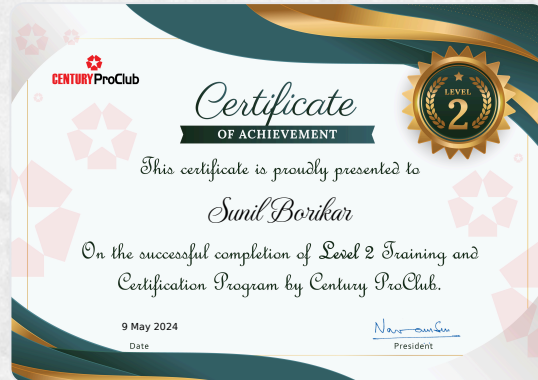 CENTURY ProClub
LEVEL
2
Certificate
OF ACHIEVEMENT
This certificate is proudly presented to
Sunil Borikar
On the successful completion of Level 2 Training and
Certification Program by Century ProClub.
9 May 2024
Date
President